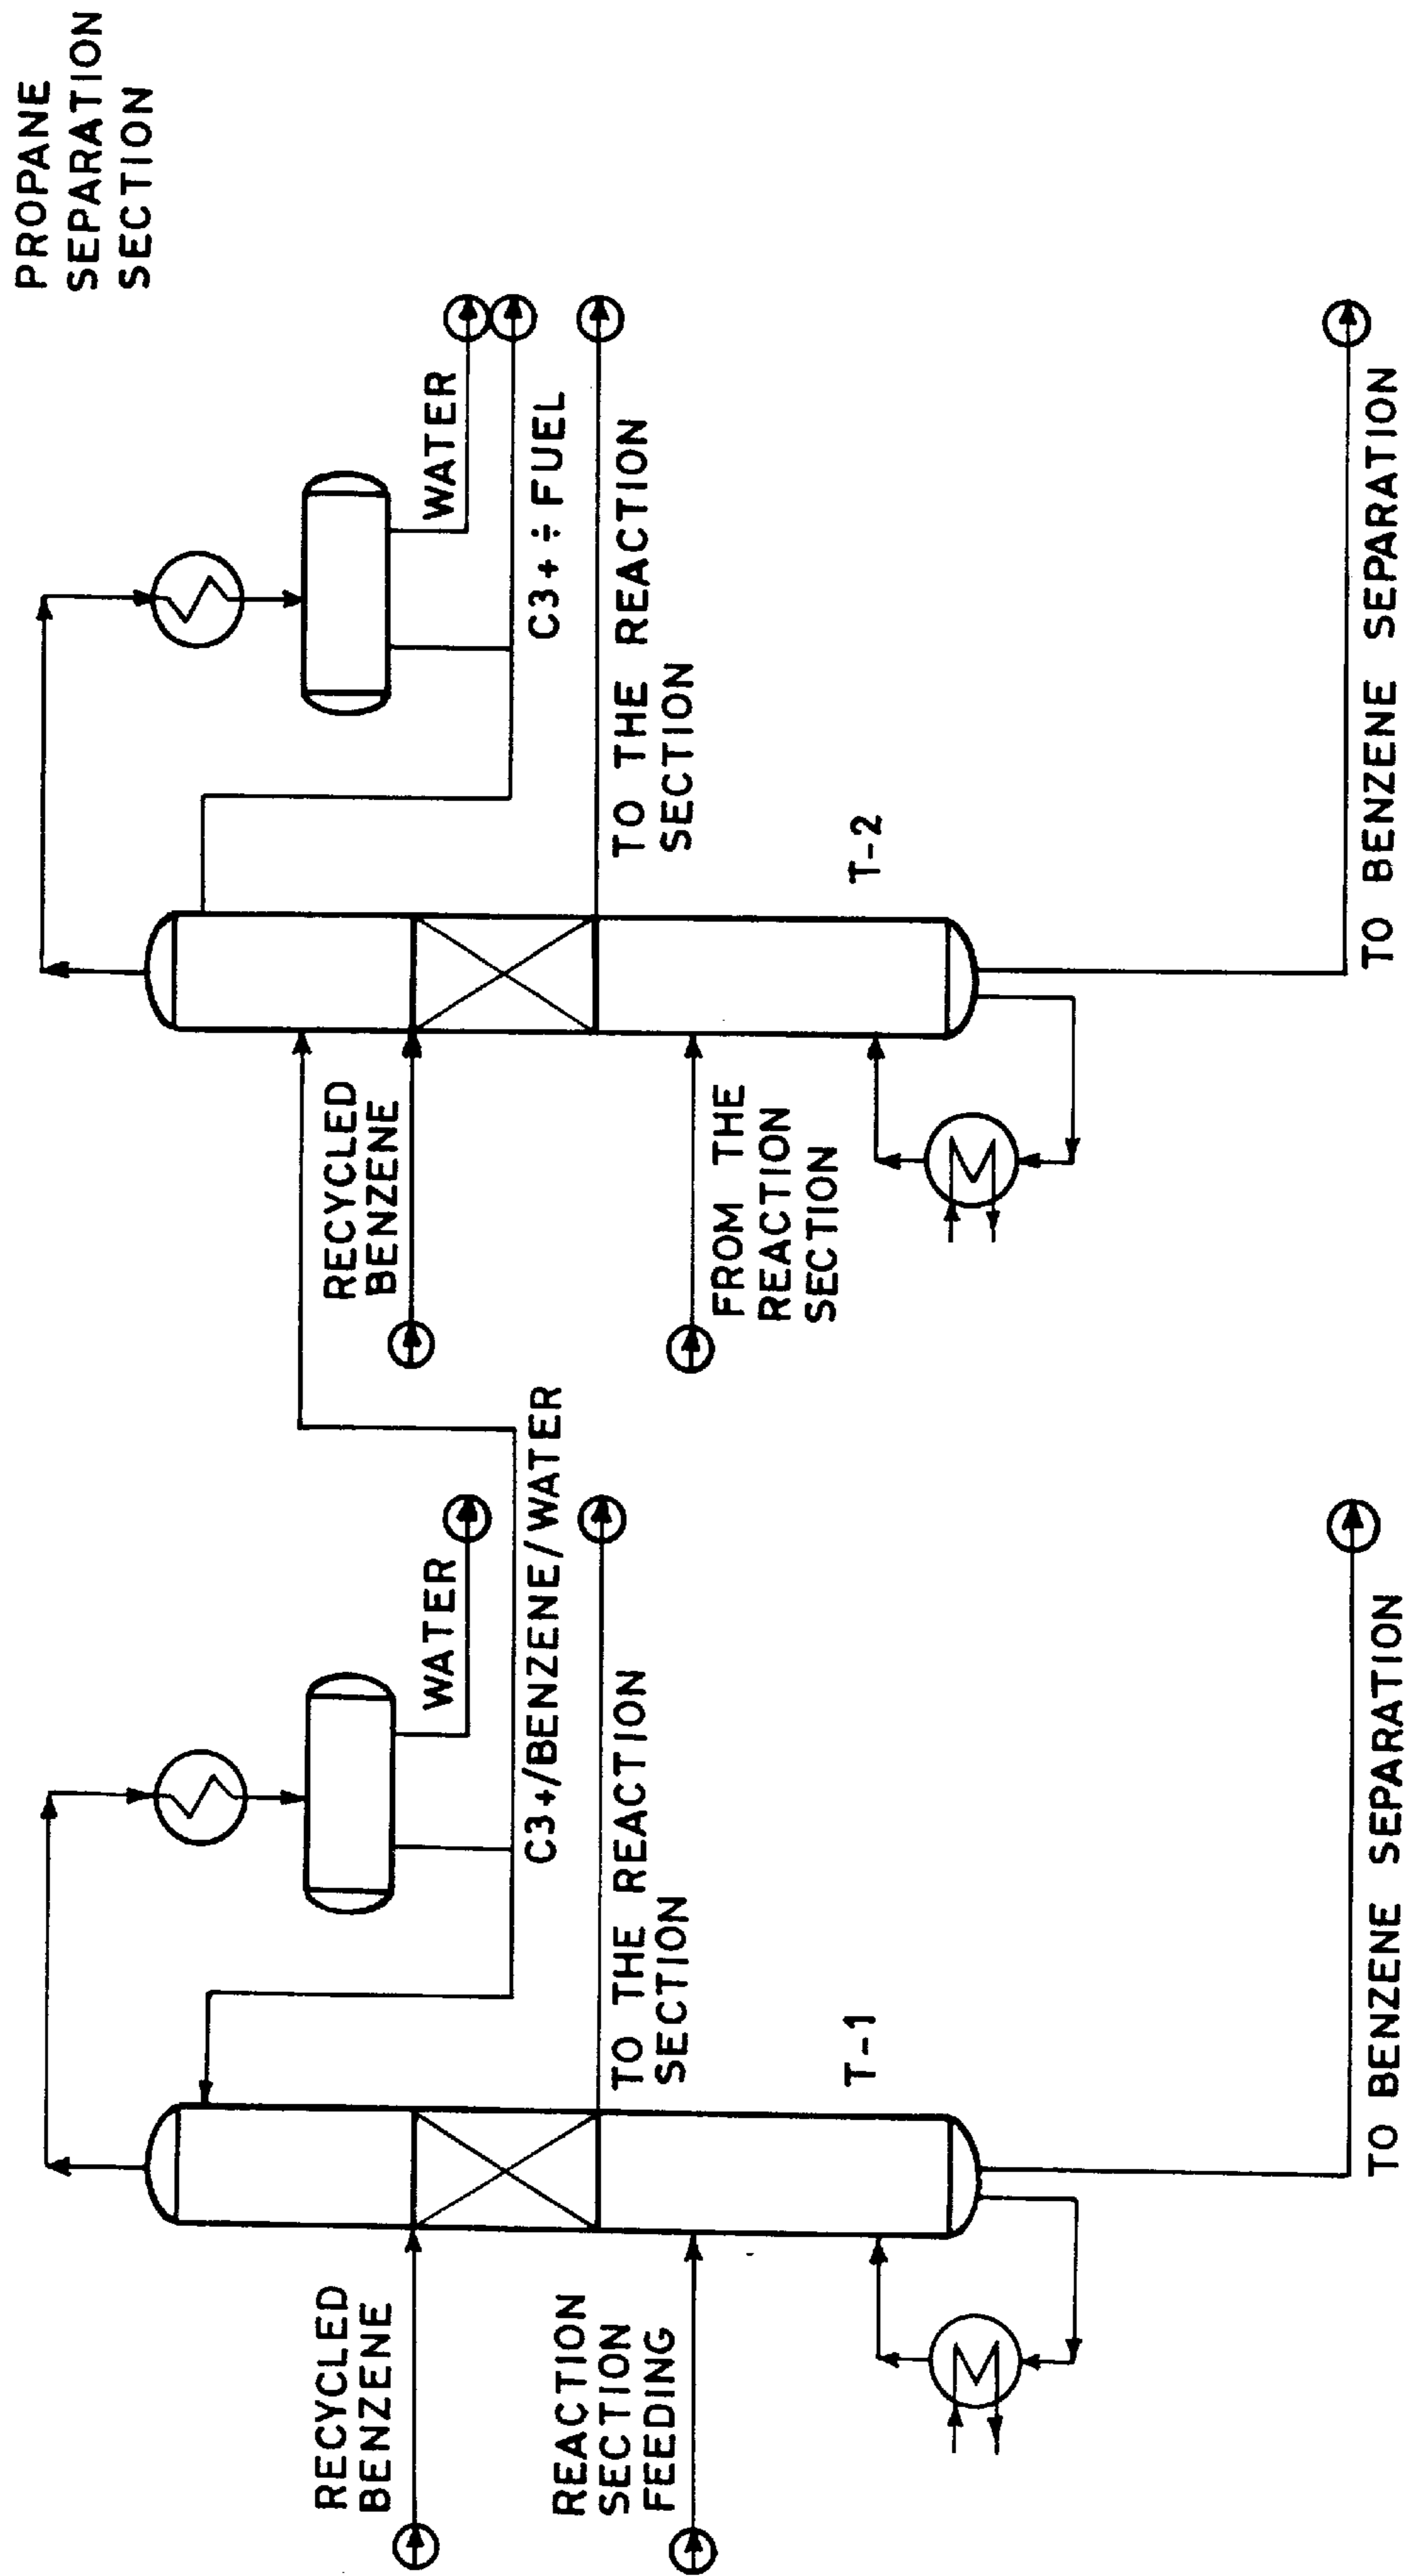 PROPANE
SEPARATION
SECTION
WATER
C3+ ÷ FUEL
TO THE REACTION
SECTION
T-2
TO BENZENE SEPARATION
RECYCLED
BENZENE
FROM THE
REACTION
SECTION
WATER
C3+/BENZENE/WATER
TO THE REACTION
SECTION
T-1
TO BENZENE SEPARATION
RECYCLED
BENZENE
REACTION
SECTION
FEEDING